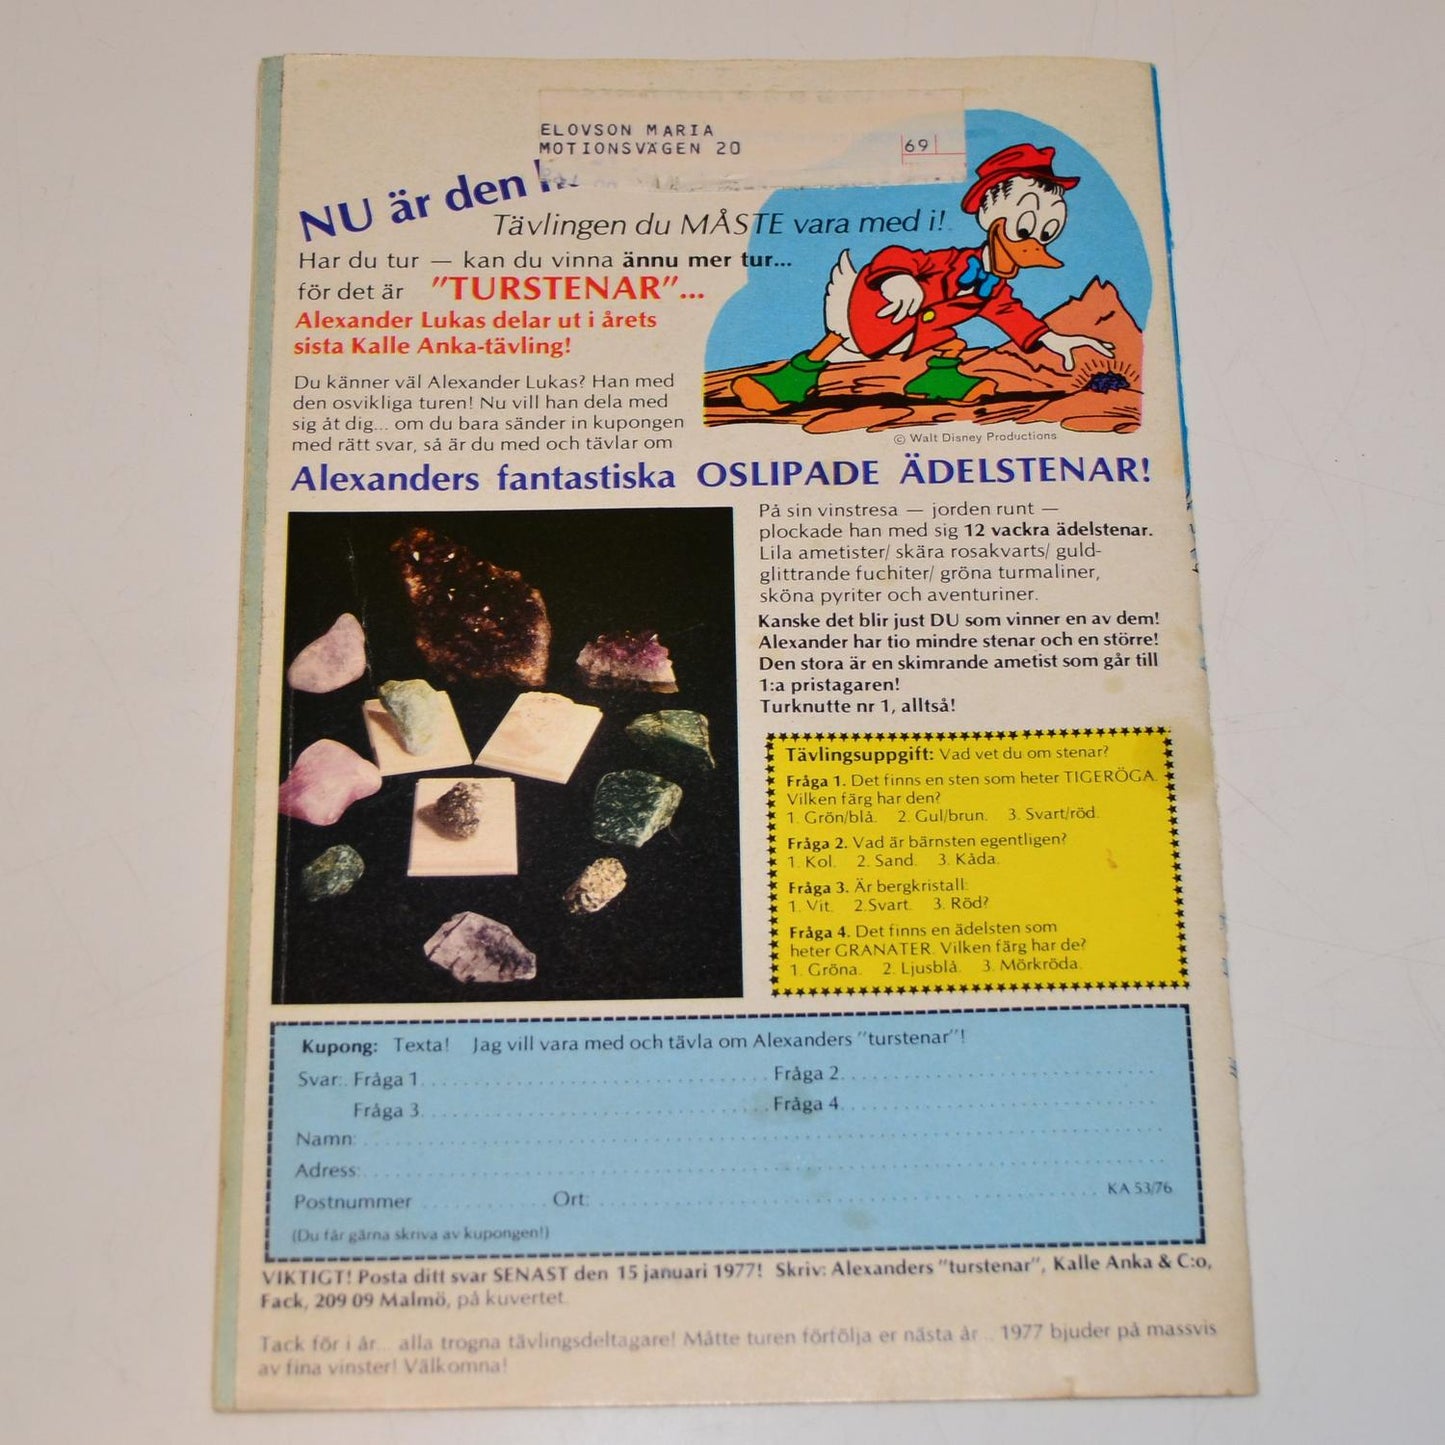 ELOVSON MARIA
MOTIONSVÄGEN 20
69
NU är den
Tävlingen du MÅSTE vara med i!
Har du tur — kan du vinna ännu mer tur...
för det är "TURSTENAR"...
Alexander Lukas delar ut i årets
sista Kalle Anka-tävling!
Du känner väl Alexander Lukas? Han med
den osvikliga turen! Nu vill han dela med
sig åt dig... om du bara sänder in kupongen
med rätt svar, så är du med och tävlar om
© Walt Disney Productions
Alexanders fantastiska OSLIPADE ÄDELSTENAR!
På sin vinstresa — jorden runt —
plockade han med sig 12 vackra ädelstenar.
Lila ametister/ skära rosakvarts/ guld-
glittrande fuchiter/ gröna turmaliner,
sköna pyriter och aventuriner.
Kanske det blir just DU som vinner en av dem!
Alexander har tio mindre stenar och en större!
Den stora är en skimrande ametist som går till
1:a pristagaren!
Turknutte nr 1, alltså!
Tävlingsuppgift: Vad vet du om stenar?
Fråga 1. Det finns en sten som heter TIGERÖGA.
Vilken färg har den?
1. Grön/blå. 2. Gul/brun. 3. Svart/röd.
Fråga 2. Vad är bärnsten egentligen?
1. Kol. 2. Sand. 3. Kåda.
Fråga 3. Är bergkristall:
1. Vit. 2. Svart. 3. Röd?
Fråga 4. Det finns en ädelsten som
heter GRANATER. Vilken färg har de?
1. Gröna. 2. Ljusblå. 3. Mörkröda.
Kupong: Texta! Jag vill vara med och tävla om Alexanders "turstenar"!
Svar: Fråga 1 Fråga 2
Fråga 3 Fråga 4
Namn:
Adress:
Postnummer Ort: KA 53/76
(Du får gärna skriva av kupongen!)
VIKTIGT! Posta ditt svar SENAST den 15 januari 1977! Skriv: Alexanders "turstenar", Kalle Anka & C:o,
Fack, 209 09 Malmö, på kuvertet.
Tack för i år... alla trogna tävlingsdeltagare! Måtte turen förfölja er nästa år... 1977 bjuder på massvis
av fina vinster! Välkomna!